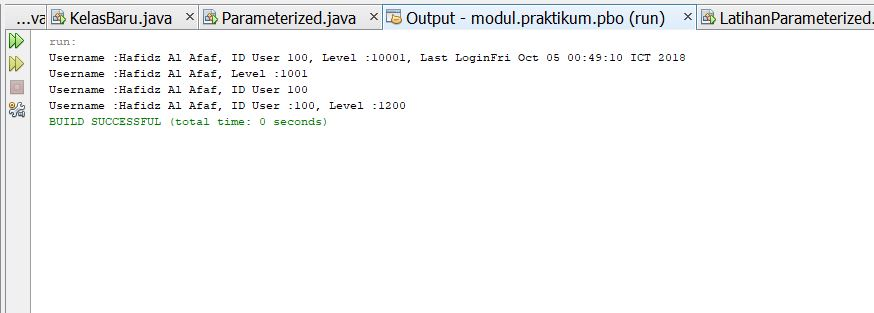 ...va KelasBaru.java × Parameterized.java × Output - modul.praktikum.pbo (run) × LatihanParameterized.
run:
Username :Hafidz Al Afaf, ID User 100, Level :10001, Last LoginFri Oct 05 00:49:10 ICT 2018
Username :Hafidz Al Afaf, Level :1001
Username :Hafidz Al Afaf, ID User 100
Username :Hafidz Al Afaf, ID User :100, Level :1200
BUILD SUCCESSFUL (total time: 0 seconds)